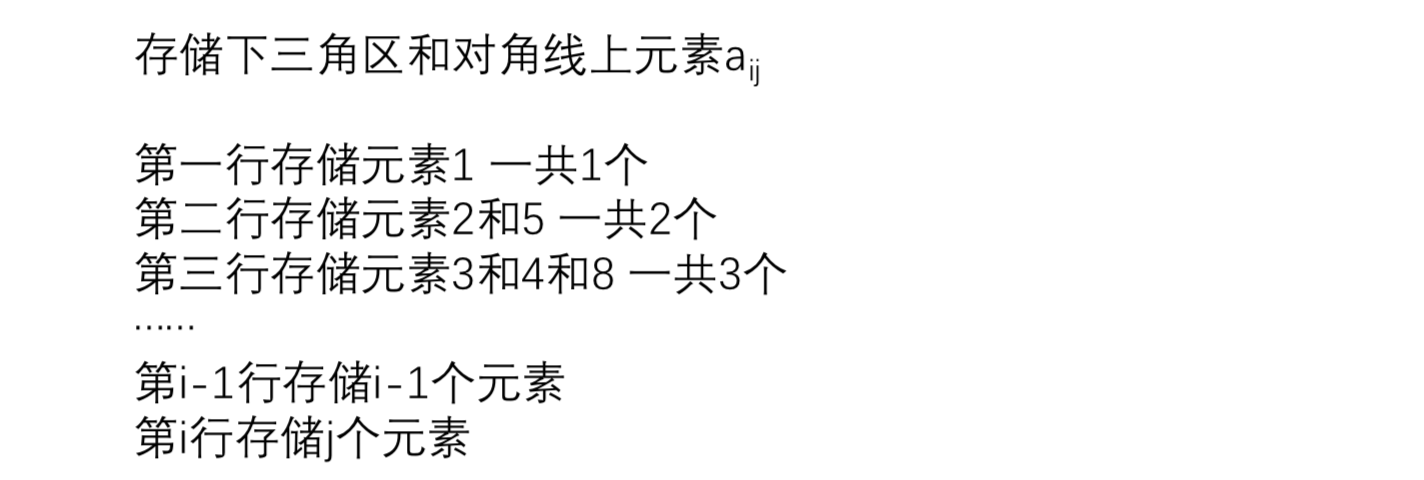 存储下三角区和对角线上元素aij
第一行存储元素1 一共1个
第二行存储元素2和5 一共2个
第三行存储元素3和4和8 一共3个
……
第i-1行存储i-1个元素
第i行存储j个元素